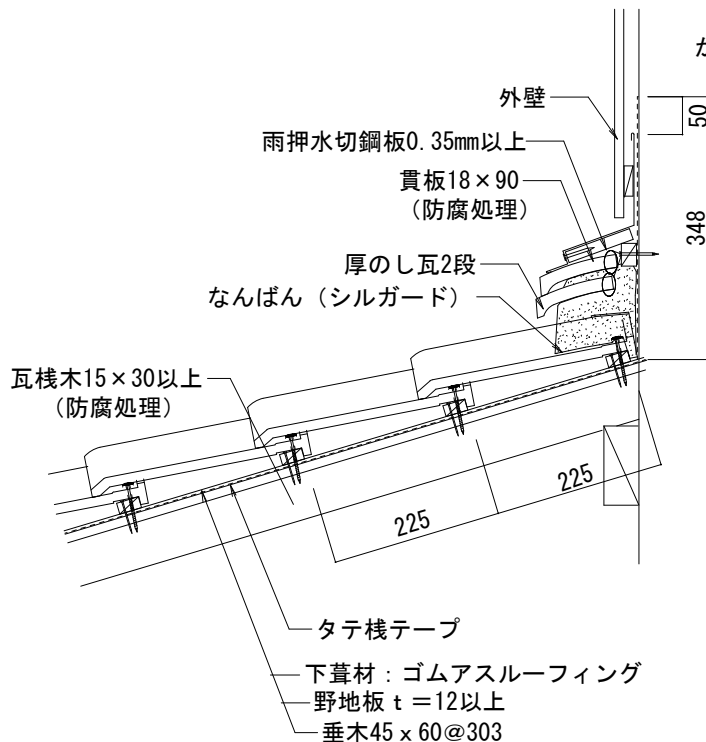 外壁
50
雨押水切鋼板0.35mm以上
貫板18×90
（防腐処理）
348
厚のし瓦2段
なんばん（シルガード）
瓦桟木15×30以上
（防腐処理）
225
225
タテ桟テープ
下葺材：ゴムアスルーフィング
野地板ｔ＝12以上
垂木45ｘ60@303